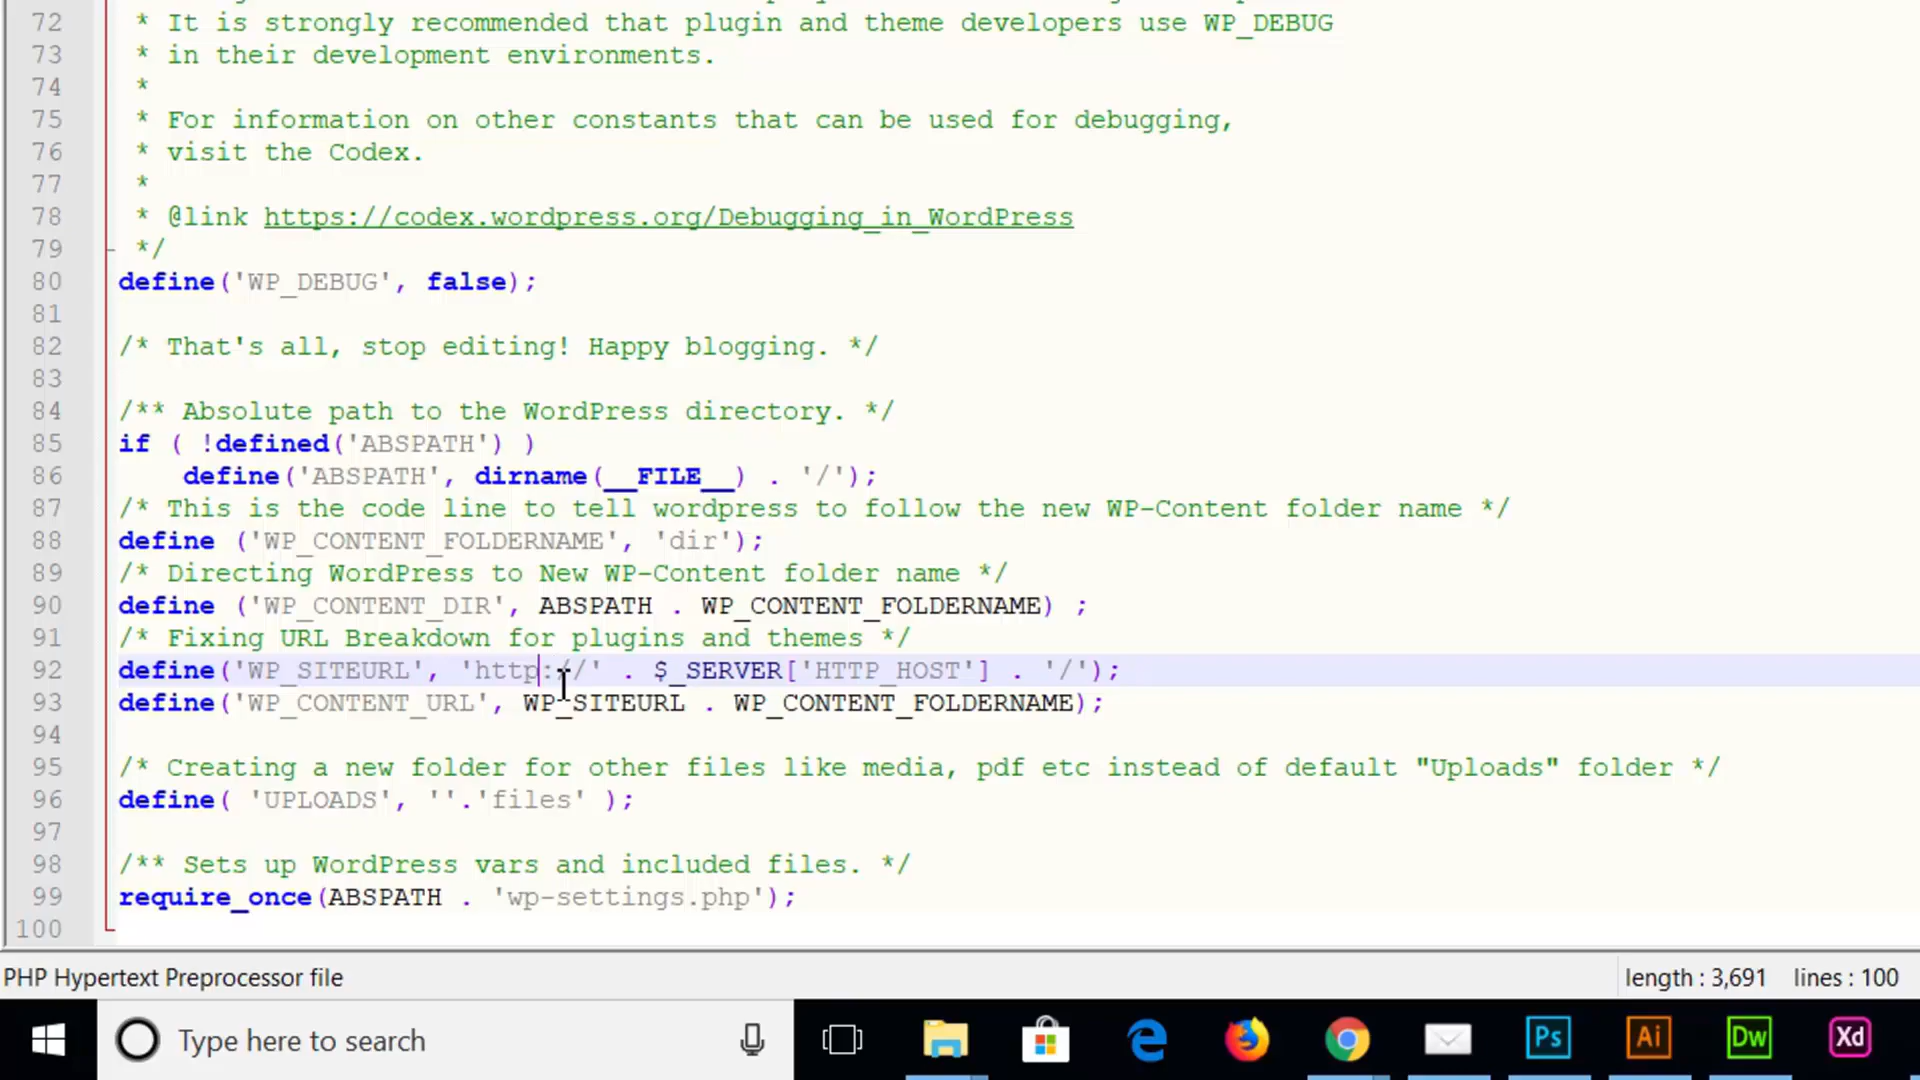 72 * It is strongly recommended that plugin and theme developers use WP_DEBUG
73 * in their development environments.
74 *
75 * For information on other constants that can be used for debugging,
76 * visit the Codex.
77 *
78 * @link https://codex.wordpress.org/Debugging_in_WordPress
79 */
80 define('WP_DEBUG', false);
81
82 /* That's all, stop editing! Happy blogging. */
83
84 /** Absolute path to the WordPress directory. */
85 if ( !defined('ABSPATH') )
86 define('ABSPATH', dirname(__FILE__) . '/');
87 /* This is the code line to tell wordpress to follow the new WP-Content folder name */
88 define ('WP_CONTENT_FOLDERNAME', 'dir');
89 /* Directing WordPress to New WP-Content folder name */
90 define ('WP_CONTENT_DIR', ABSPATH . WP_CONTENT_FOLDERNAME) ;
91 /* Fixing URL Breakdown for plugins and themes */
92 define('WP_SITEURL', 'http://' . $_SERVER['HTTP_HOST'] . '/');
93 define('WP_CONTENT_URL', WP_SITEURL . WP_CONTENT_FOLDERNAME);
94
95 /* Creating a new folder for other files like media, pdf etc instead of default "Uploads" folder */
96 define( 'UPLOADS', ''.'files' );
97
98 /** Sets up WordPress vars and included files. */
99 require_once(ABSPATH . 'wp-settings.php');
100
PHP Hypertext Preprocessor file length : 3,691 lines : 100
Type here to search Ps Ai Dw Xd